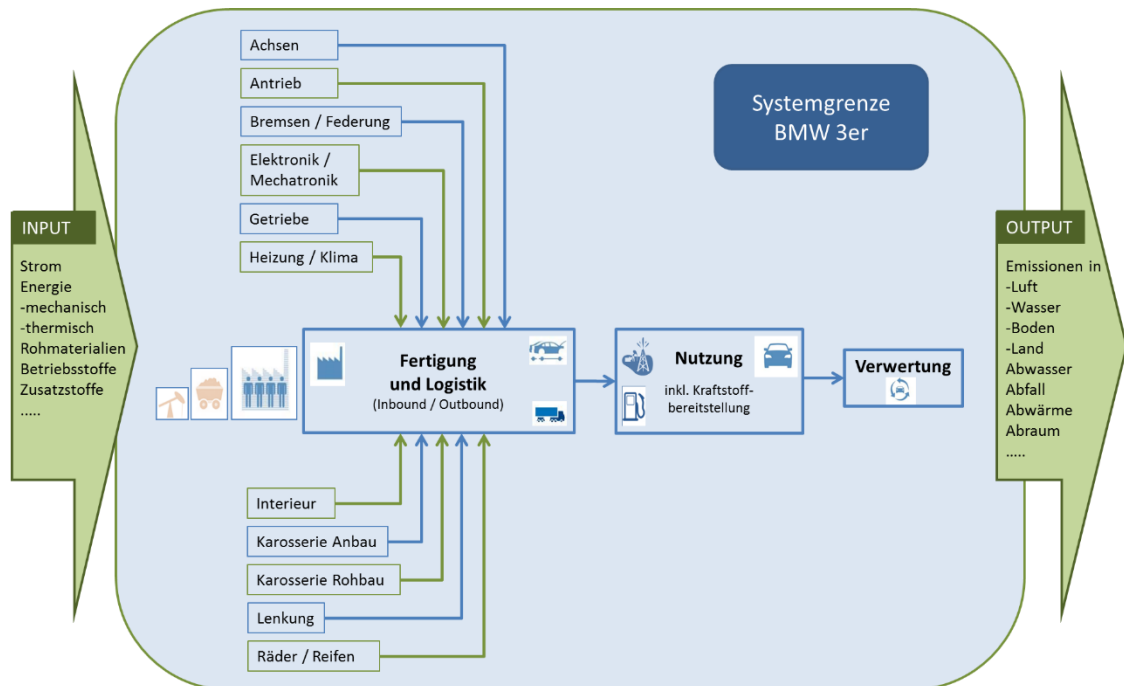 Achsen
Antrieb
Bremsen / Federung
Elektronik /
Mechatronik
Getriebe
Heizung / Klima
Systemgrenze
BMW 3er
INPUT
Strom
Energie
-mechanisch
-thermisch
Rohmaterialien
Betriebsstoffe
Zusatzstoffe
.....
Fertigung
und Logistik
(Inbound / Outbound)
Nutzung
inkl. Kraftstoff-
bereitstellung
Verwertung
OUTPUT
Emissionen in
-Luft
-Wasser
-Boden
-Land
Abwasser
Abfall
Abwärme
Abraum
.....
Interieur
Karosserie Anbau
Karosserie Rohbau
Lenkung
Räder / Reifen